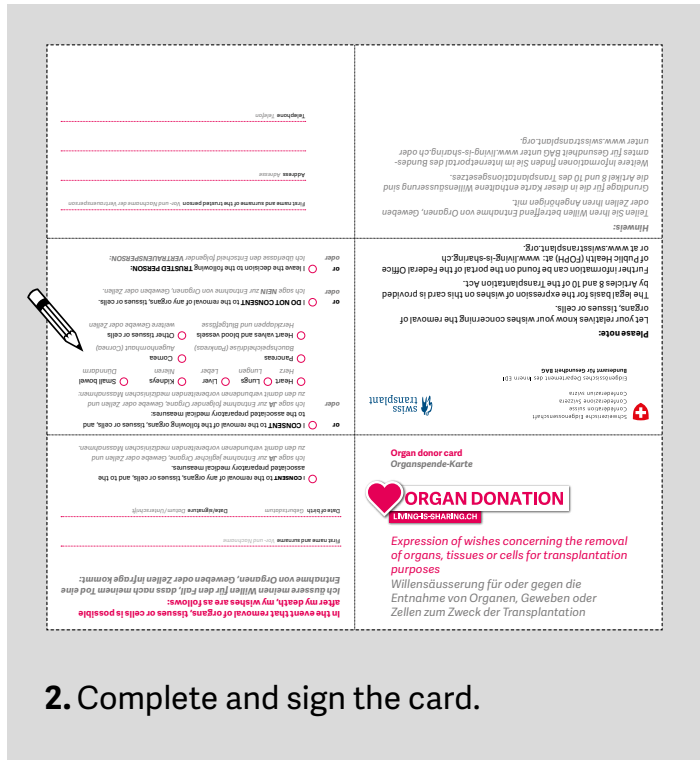 In the event that removal of organs, tissues or cells is possible
after my death, my wishes are as follows:
Ich äussere meinen Willen für den Fall, dass nach meinem Tod eine
Entnahme von Organen, Geweben oder Zellen infrage kommt:
First name and surname Vor- und Nachname
Date of birth Geburtsdatum Date/signature Datum/Unterschrift
I CONSENT to the removal of any organs, tissues or cells, and to the
associated preparatory medical measures.
Ich sage JA zur Entnahme jeglicher Organe, Gewebe oder Zellen und
zu den damit verbundenen vorbereitenden medizinischen Massnahmen.
or I CONSENT to the removal of the following organs, tissues or cells, and
to the associated preparatory medical measures:
oder Ich sage JA zur Entnahme folgender Organe, Gewebe oder Zellen und
zu den damit verbundenen vorbereitenden medizinischen Massnahmen:
Heart Lungs Liver Kidneys Small bowel
Herz Lungen Leber Nieren Dünndarm
Pancreas Cornea
Bauchspeicheldrüse (Pankreas) Augenhornhaut (Cornea)
Heart valves and blood vessels Other tissues or cells
Herzklappen und Blutgefässe weitere Gewebe oder Zellen
or I DO NOT CONSENT to the removal of any organs, tissues or cells.
oder Ich sage NEIN zur Entnahme von Organen, Geweben oder Zellen.
or I leave the decision to the following TRUSTED PERSON:
oder Ich überlasse den Entscheid folgender VERTRAUENSPERSON:
First name and surname of the trusted person Vor- und Nachname der Vertrauensperson
Address Adresse
Telephone Telefon
Schweizerische Eidgenossenschaft
Confédération suisse
Confederazione Svizzera
Confederaziun svizra
Eidgenössisches Departement des Innern EDI
Bundesamt für Gesundheit BAG
swiss
transplant
Please note:
Let your relatives know your wishes concerning the removal of
organs, tissues or cells.
The legal basis for the expression of wishes on this card is provided
by Articles 8 and 10 of the Transplantation Act.
Further information can be found on the portal of the Federal Office
of Public Health (FOPH) at: www.living-is-sharing.ch
or at www.swisstransplant.org.
Hinweis:
Teilen Sie Ihren Willen betreffend Entnahme von Organen, Geweben
oder Zellen Ihren Angehörigen mit.
Grundlage für die in dieser Karte enthaltene Willensäusserung sind
die Artikel 8 und 10 des Transplantationsgesetzes.
Weitere Informationen finden Sie im Internetportal des Bundes-
amtes für Gesundheit BAG unter www.living-is-sharing.ch oder
unter www.swisstransplant.org.
Organ donor card
Organspende-Karte
ORGAN DONATION
LIVING-IS-SHARING.CH
Expression of wishes concerning the removal
of organs, tissues or cells for transplantation
purposes
Willensäusserung für oder gegen die
Entnahme von Organen, Geweben oder
Zellen zum Zweck der Transplantation
2. Complete and sign the card.